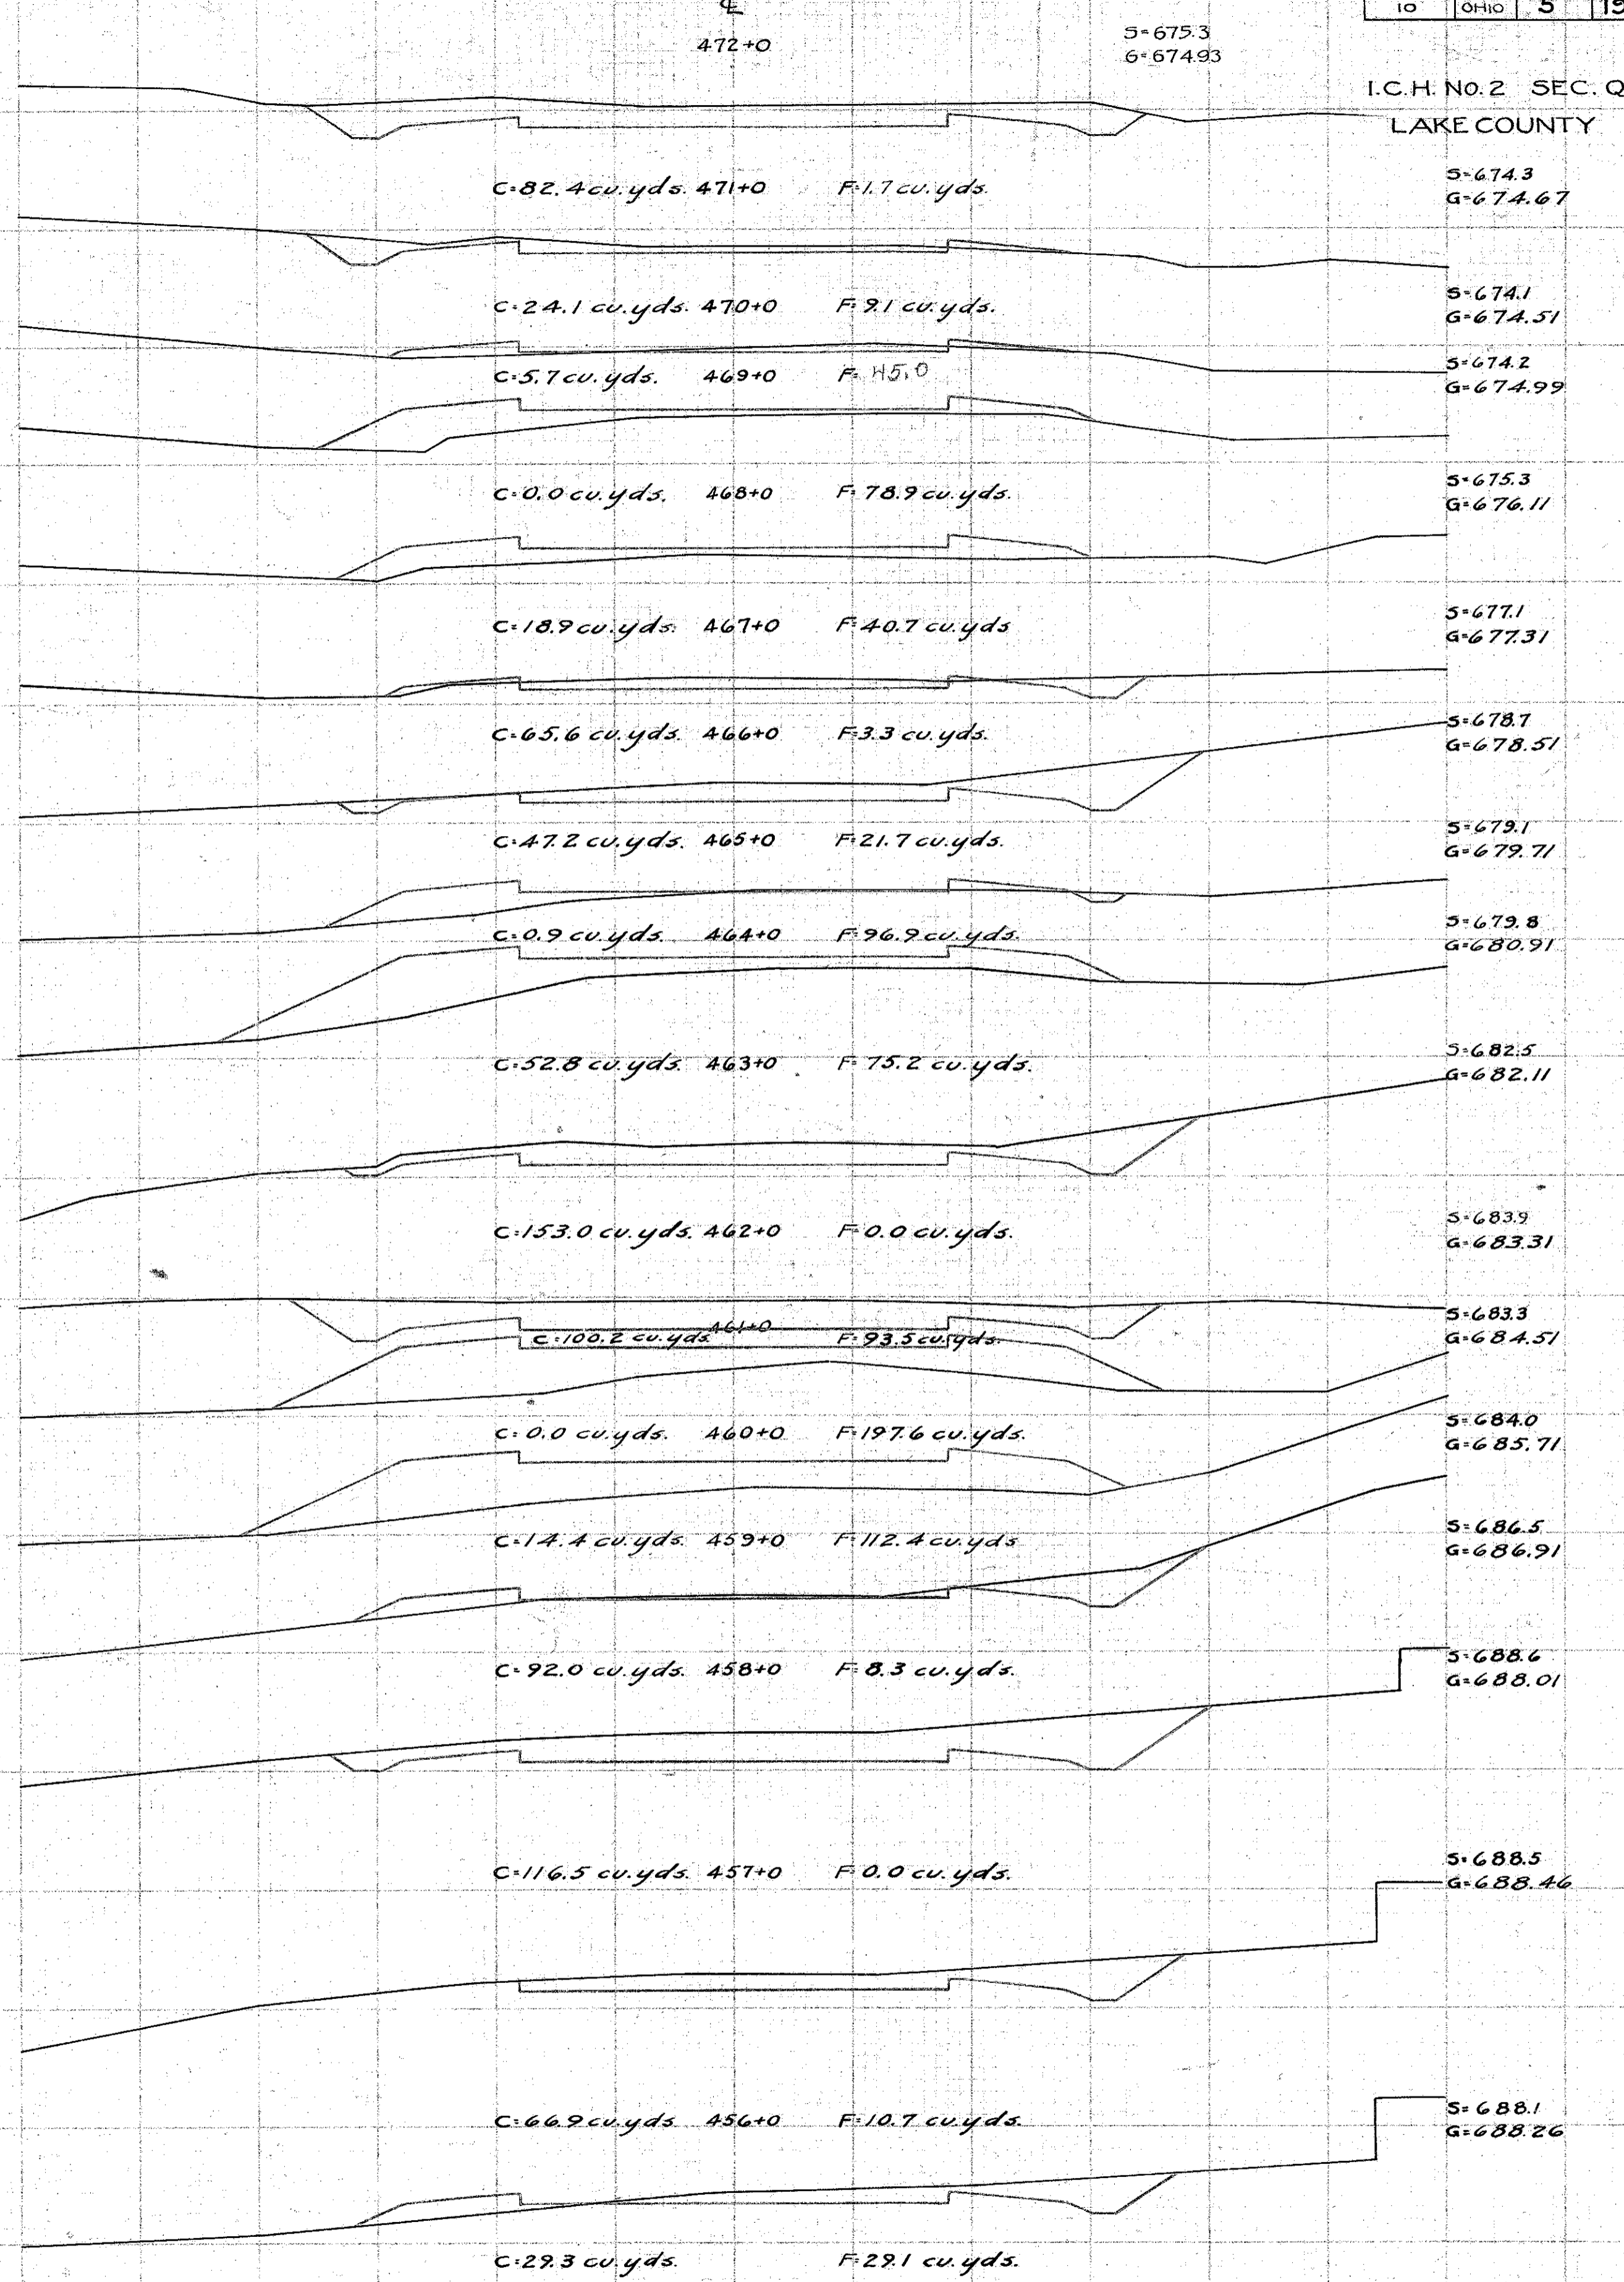 10 OHIO 5
℄
472+0
S=675.3
G=674.93
I.C.H. NO. 2 SEC. Q
LAKE COUNTY
C=82.4 cu. yds. 471+0 F=1.7 cu. yds.
S=674.3
G=674.67
C=24.1 cu. yds. 470+0 F=9.1 cu. yds.
S=674.1
G=674.51
C=5.7 cu. yds. 469+0 F=45.0
S=674.2
G=674.99
C=0.0 cu. yds. 468+0 F=78.9 cu. yds.
S=675.3
G=676.11
C=18.9 cu. yds. 467+0 F=40.7 cu. yds
S=677.1
G=677.31
C=65.6 cu. yds. 466+0 F=3.3 cu. yds.
S=678.7
G=678.51
C=47.2 cu. yds. 465+0 F=21.7 cu. yds.
S=679.1
G=679.71
C=0.9 cu. yds. 464+0 F=96.9 cu. yds.
S=679.8
G=680.91
C=52.8 cu. yds. 463+0 F=75.2 cu. yds.
S=682.5
G=682.11
C=153.0 cu. yds. 462+0 F=0.0 cu. yds.
S=683.9
G=683.31
461+0
C=100.2 cu. yds. F=93.5 cu. yds.
S=683.3
G=684.51
C=0.0 cu. yds. 460+0 F=197.6 cu. yds.
S=684.0
G=685.71
C=14.4 cu. yds. 459+0 F=112.4 cu. yds
S=686.5
G=686.91
C=92.0 cu. yds. 458+0 F=8.3 cu. yds.
S=688.6
G=688.01
C=116.5 cu. yds. 457+0 F=0.0 cu. yds.
S=688.5
G=688.46
C=66.9 cu. yds 456+0 F=10.7 cu. yds.
S=688.1
G=688.26
C=29.3 cu. yds. F=29.1 cu. yds.